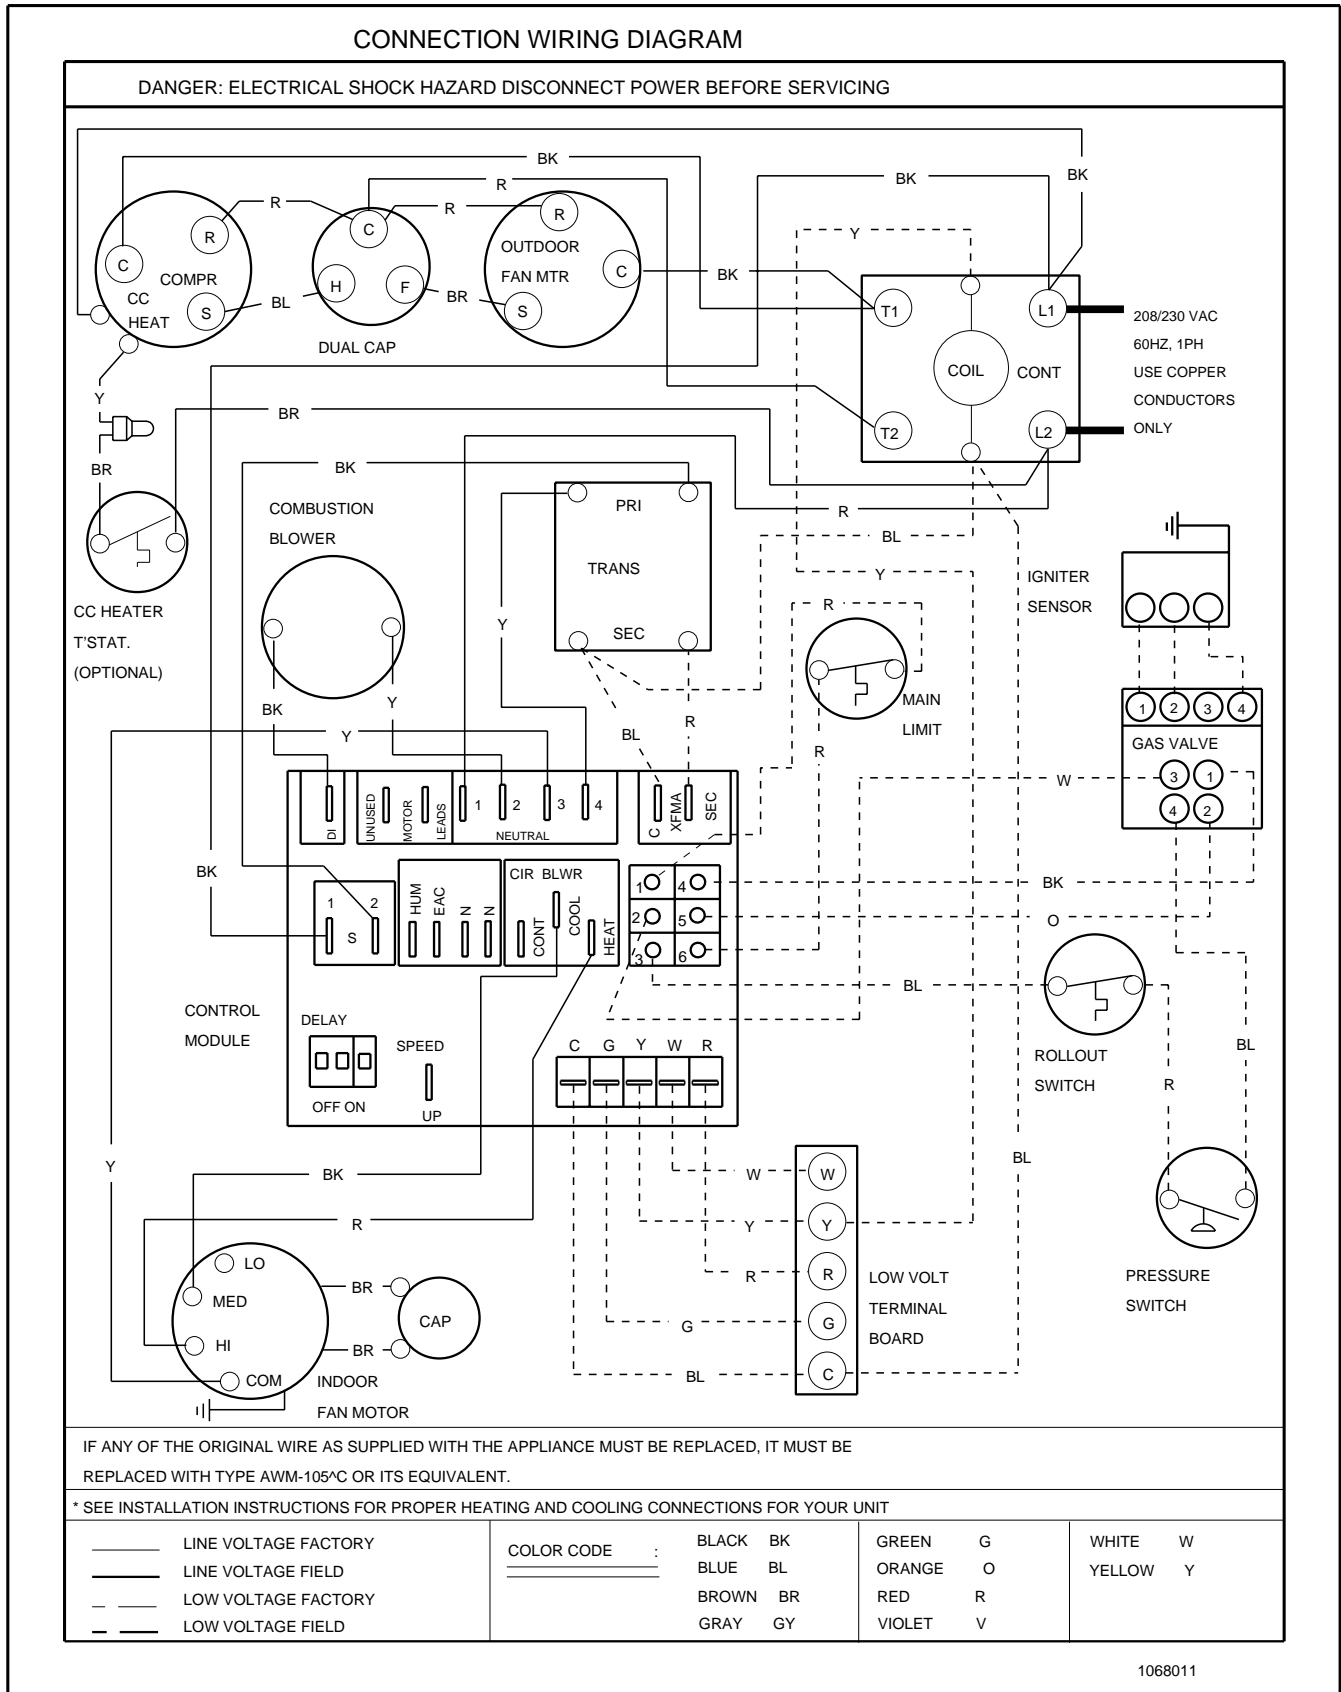 CONNECTION WIRING DIAGRAM
DANGER: ELECTRICAL SHOCK HAZARD DISCONNECT POWER BEFORE SERVICING
BK
R
BK
BK
R
R
Y
R
C
R
OUTDOOR
FAN MTR
C
C
COMPR
CC
HEAT
S
BL
H
F
BR
S
BK
T1
L1
208/230 VAC
60HZ, 1PH
USE COPPER
CONDUCTORS
ONLY
DUAL CAP
COIL
CONT
T2
L2
Y
BR
BR
BK
COMBUSTION
BLOWER
PRI
TRANS
SEC
R
BL
Y
IGNITER
SENSOR
CC HEATER
T'STAT.
(OPTIONAL)
Y
R
MAIN
LIMIT
BK
Y
Y
BL
R
R
1
2
3
4
GAS VALVE
3
1
4
2
W
DI
UNUSED
MOTOR
LEADS
1
2
3
4
NEUTRAL
C
XFMA
SEC
BK
1
2
S
HUM
EAC
N
N
CIR BLWR
CONT
COOL
HEAT
1
4
2
5
3
6
BK
O
BL
CONTROL
MODULE
DELAY
OFF ON
SPEED
UP
C G Y W R
ROLLOUT
SWITCH
R
BL
Y
BK
R
W
Y
R
G
BL
W
Y
R
G
C
LOW VOLT
TERMINAL
BOARD
BL
PRESSURE
SWITCH
LO
MED
HI
COM
BR
BR
CAP
INDOOR
FAN MOTOR
IF ANY OF THE ORIGINAL WIRE AS SUPPLIED WITH THE APPLIANCE MUST BE REPLACED, IT MUST BE
REPLACED WITH TYPE AWM-105^C OR ITS EQUIVALENT.
* SEE INSTALLATION INSTRUCTIONS FOR PROPER HEATING AND COOLING CONNECTIONS FOR YOUR UNIT
LINE VOLTAGE FACTORY
LINE VOLTAGE FIELD
LOW VOLTAGE FACTORY
LOW VOLTAGE FIELD
COLOR CODE :
BLACK BK
BLUE BL
BROWN BR
GRAY GY
GREEN G
ORANGE O
RED R
VIOLET V
WHITE W
YELLOW Y
1068011